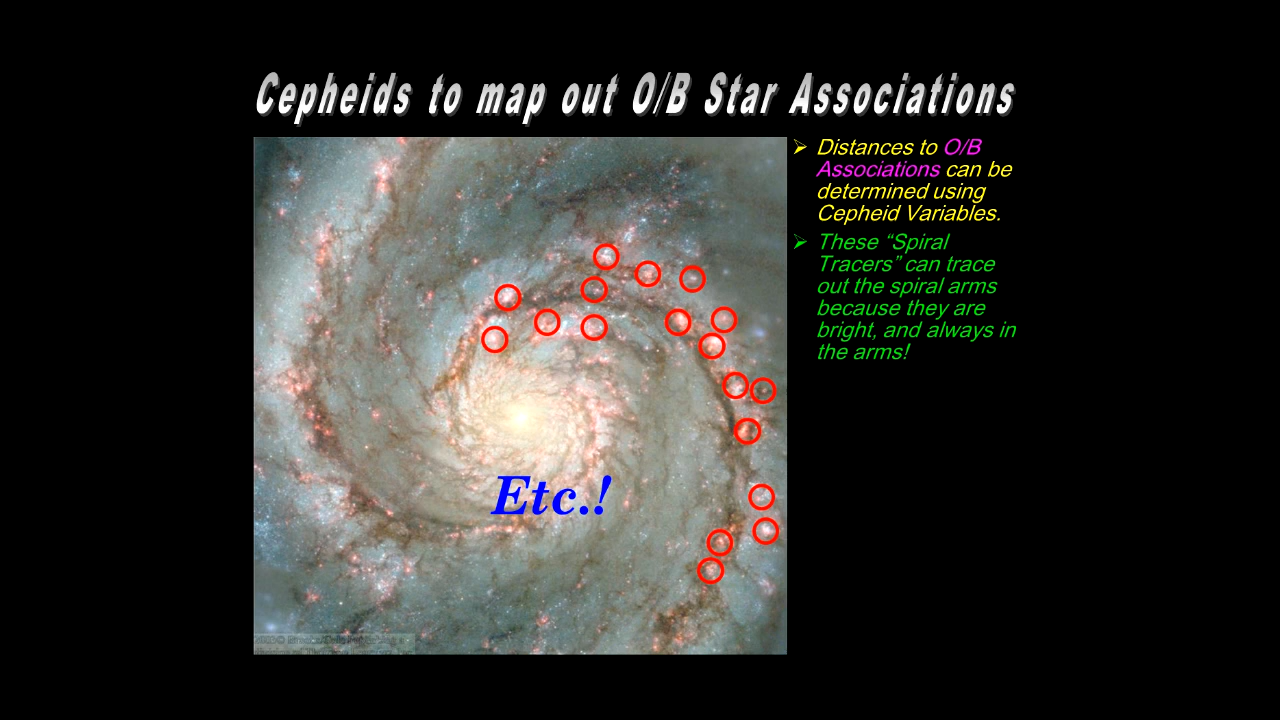 Cepheids to map out O/B Star Associations
Distances to O/B
Associations can be
determined using
Cepheid Variables.
These “Spiral
Tracers” can trace
out the spiral arms
because they are
bright, and always in
the arms!
Etc.!